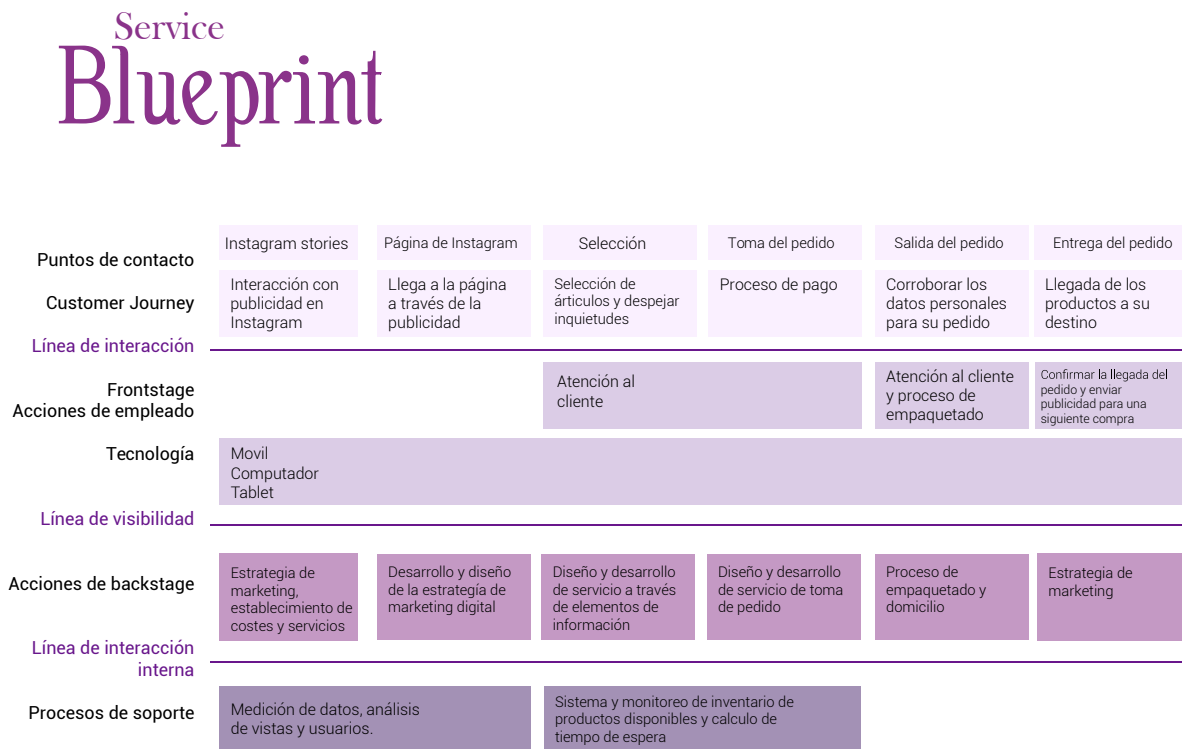 Service
Blueprint
Puntos de contacto
Instagram stories
Página de Instagram
Selección
Toma del pedido
Salida del pedido
Entrega del pedido
Customer Journey
Interacción con
publicidad en
Instagram
Llega a la página
a través de la
publicidad
Selección de
árticulos y despejar
inquietudes
Proceso de pago
Corroborar los
datos personales
para su pedido
Llegada de los
productos a su
destino
Línea de interacción
Frontstage
Acciones de empleado
Atención al
cliente
Atención al cliente
y proceso de
empaquetado
Confirmar la llegada del
pedido y enviar
publicidad para una
siguiente compra
Tecnología
Movil
Computador
Tablet
Línea de visibilidad
Acciones de backstage
Estrategia de
marketing,
establecimiento de
costes y servicios
Desarrollo y diseño
de la estrategía de
marketing digital
Diseño y desarrollo
de servicio a través
de elementos de
información
Diseño y desarrollo
de servicio de toma
de pedido
Proceso de
empaquetado y
domicilio
Estrategia de
marketing
Línea de interacción
interna
Procesos de soporte
Medición de datos, análisis
de vistas y usuarios.
Sistema y monitoreo de inventario de
productos disponibles y calculo de
tiempo de espera